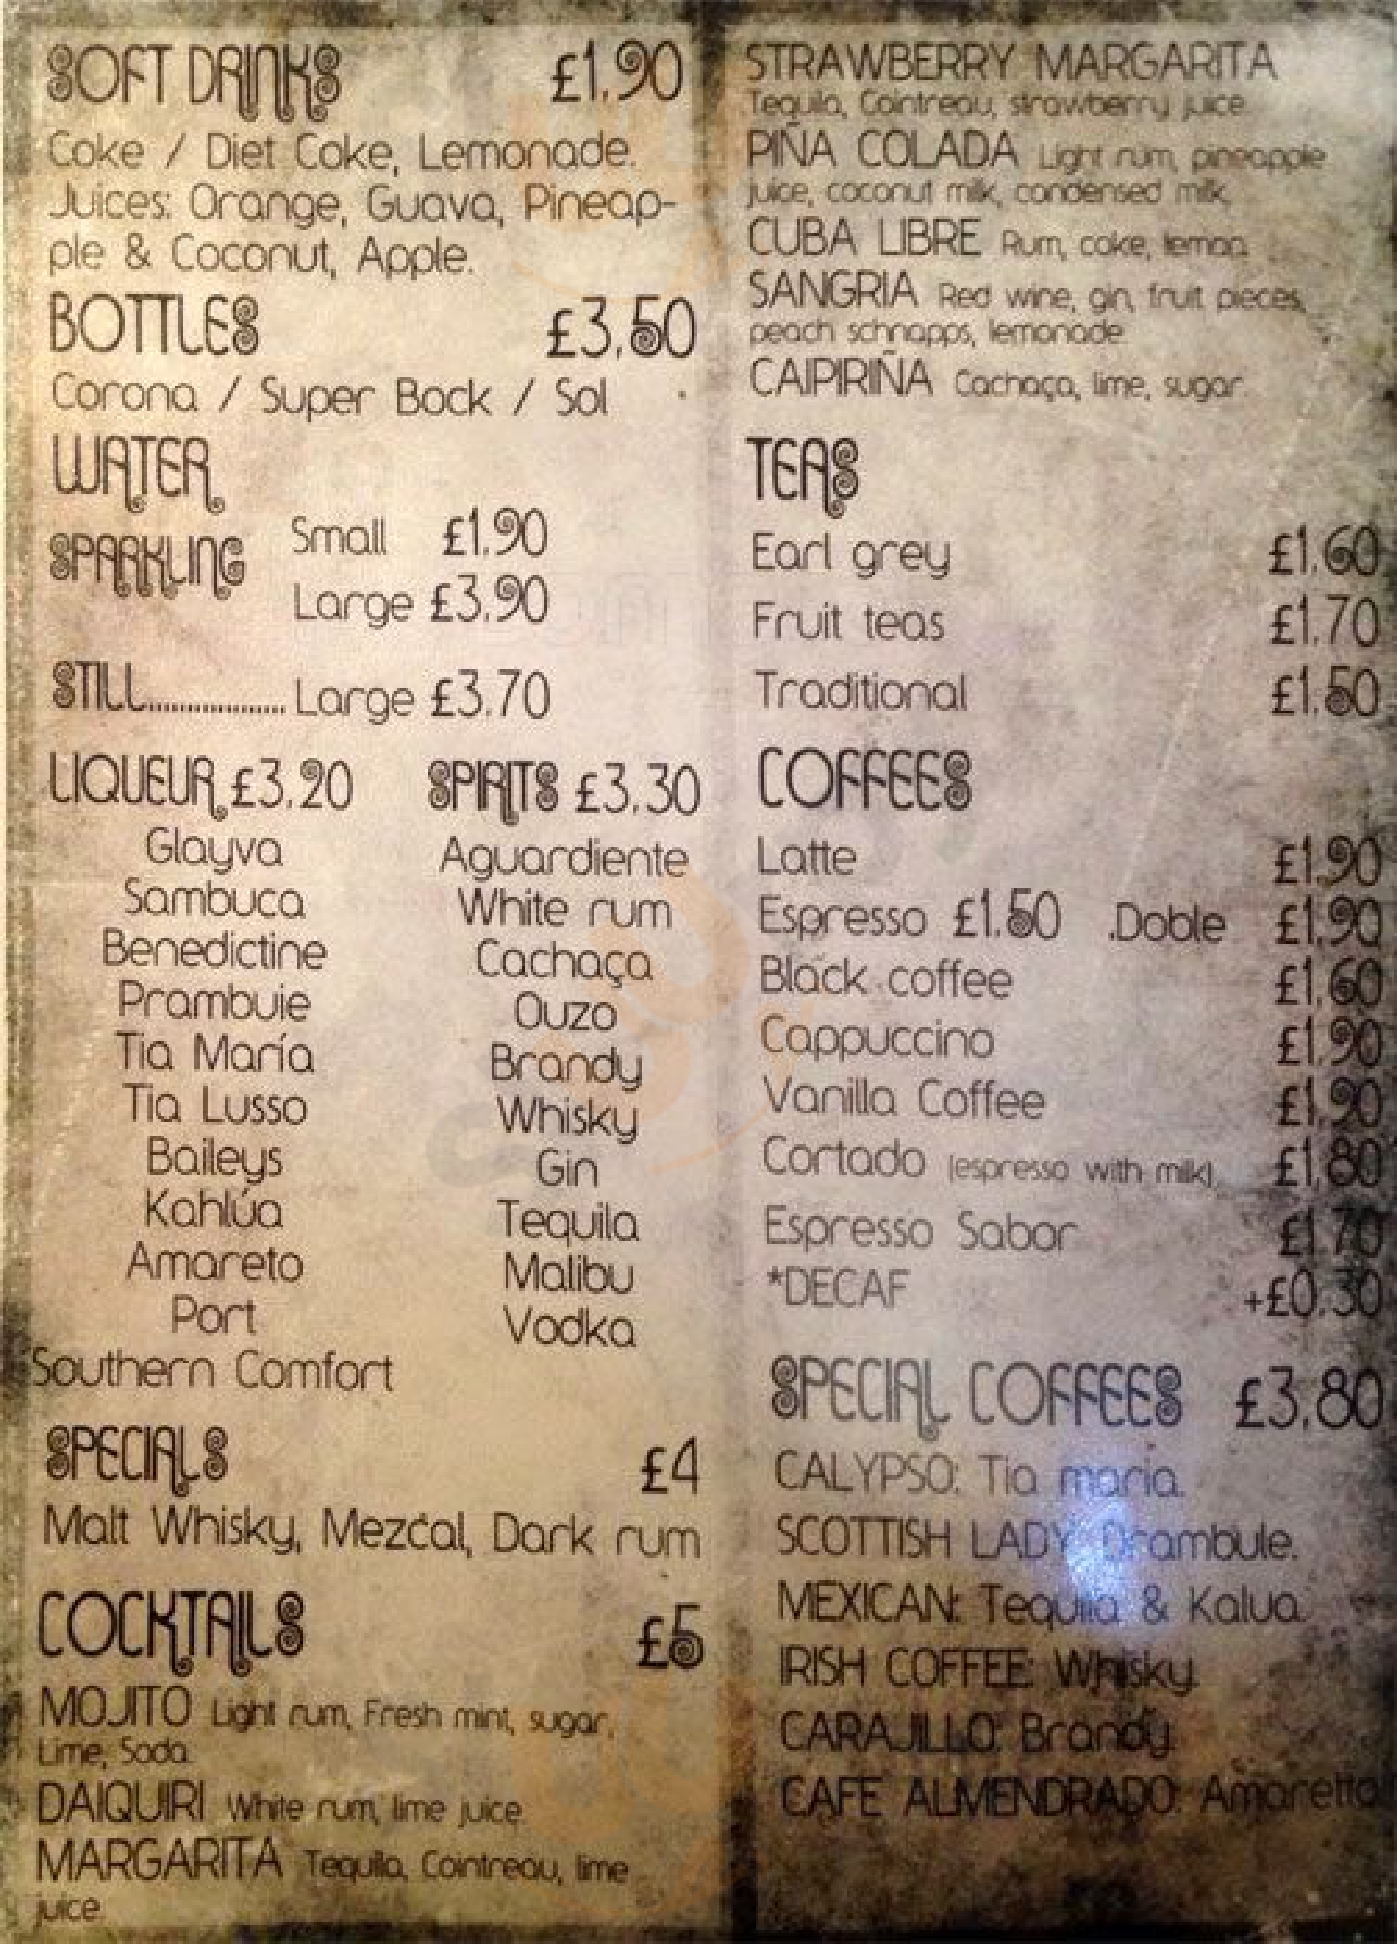 SOFT DRINKS £1.90
Coke / Diet Coke, Lemonade.
Juices: Orange, Guava, Pineap-
ple & Coconut, Apple.
BOTTLES £3.50
Corona / Super Bock / Sol
WATER
SPARKLING Small £1.90
Large £3.90
STILL.................. Large £3.70
LIQUEUR £3.20
Glayva
Sambuca
Benedictine
Prambuie
Tia María
Tia Lusso
Baileys
Kahlúa
Amareto
Port
Southern Comfort
SPIRITS £3.30
Aguardiente
White rum
Cachaça
Ouzo
Brandy
Whisky
Gin
Tequila
Malibu
Vodka
SPECIALS £4
Malt Whisky, Mezcal, Dark rum
COCKTAILS £5
MOJITO Light rum, Fresh mint, sugar,
Lime, Soda.
DAIQUIRI White rum, lime juice.
MARGARITA Tequila, Cointreau, lime
juice.
STRAWBERRY MARGARITA
Tequila, Cointreau, strawberry juice.
PIÑA COLADA Light rum, pineapple
juice, coconut milk, condensed milk.
CUBA LIBRE Rum, coke, lemon.
SANGRIA Red wine, gin, fruit pieces,
peach schnapps, lemonade.
CAIPIRIÑA Cachaça, lime, sugar.
TEAS
Earl grey £1.60
Fruit teas £1.70
Traditional £1.50
COFFEES
Latte £1.90
Espresso £1.50 .Doble £1.90
Black coffee £1.60
Cappuccino £1.90
Vanilla Coffee £1.90
Cortado (espresso with milk). £1.80
Espresso Sabor £1.70
*DECAF +£0.30
SPECIAL COFFEES £3.80
CALYPSO: Tia maria.
SCOTTISH LADY: Drambule.
MEXICAN: Tequila & Kalua.
IRISH COFFEE: Whisky.
CARAJILLO: Brandy.
CAFE ALMENDRADO: Amaretto